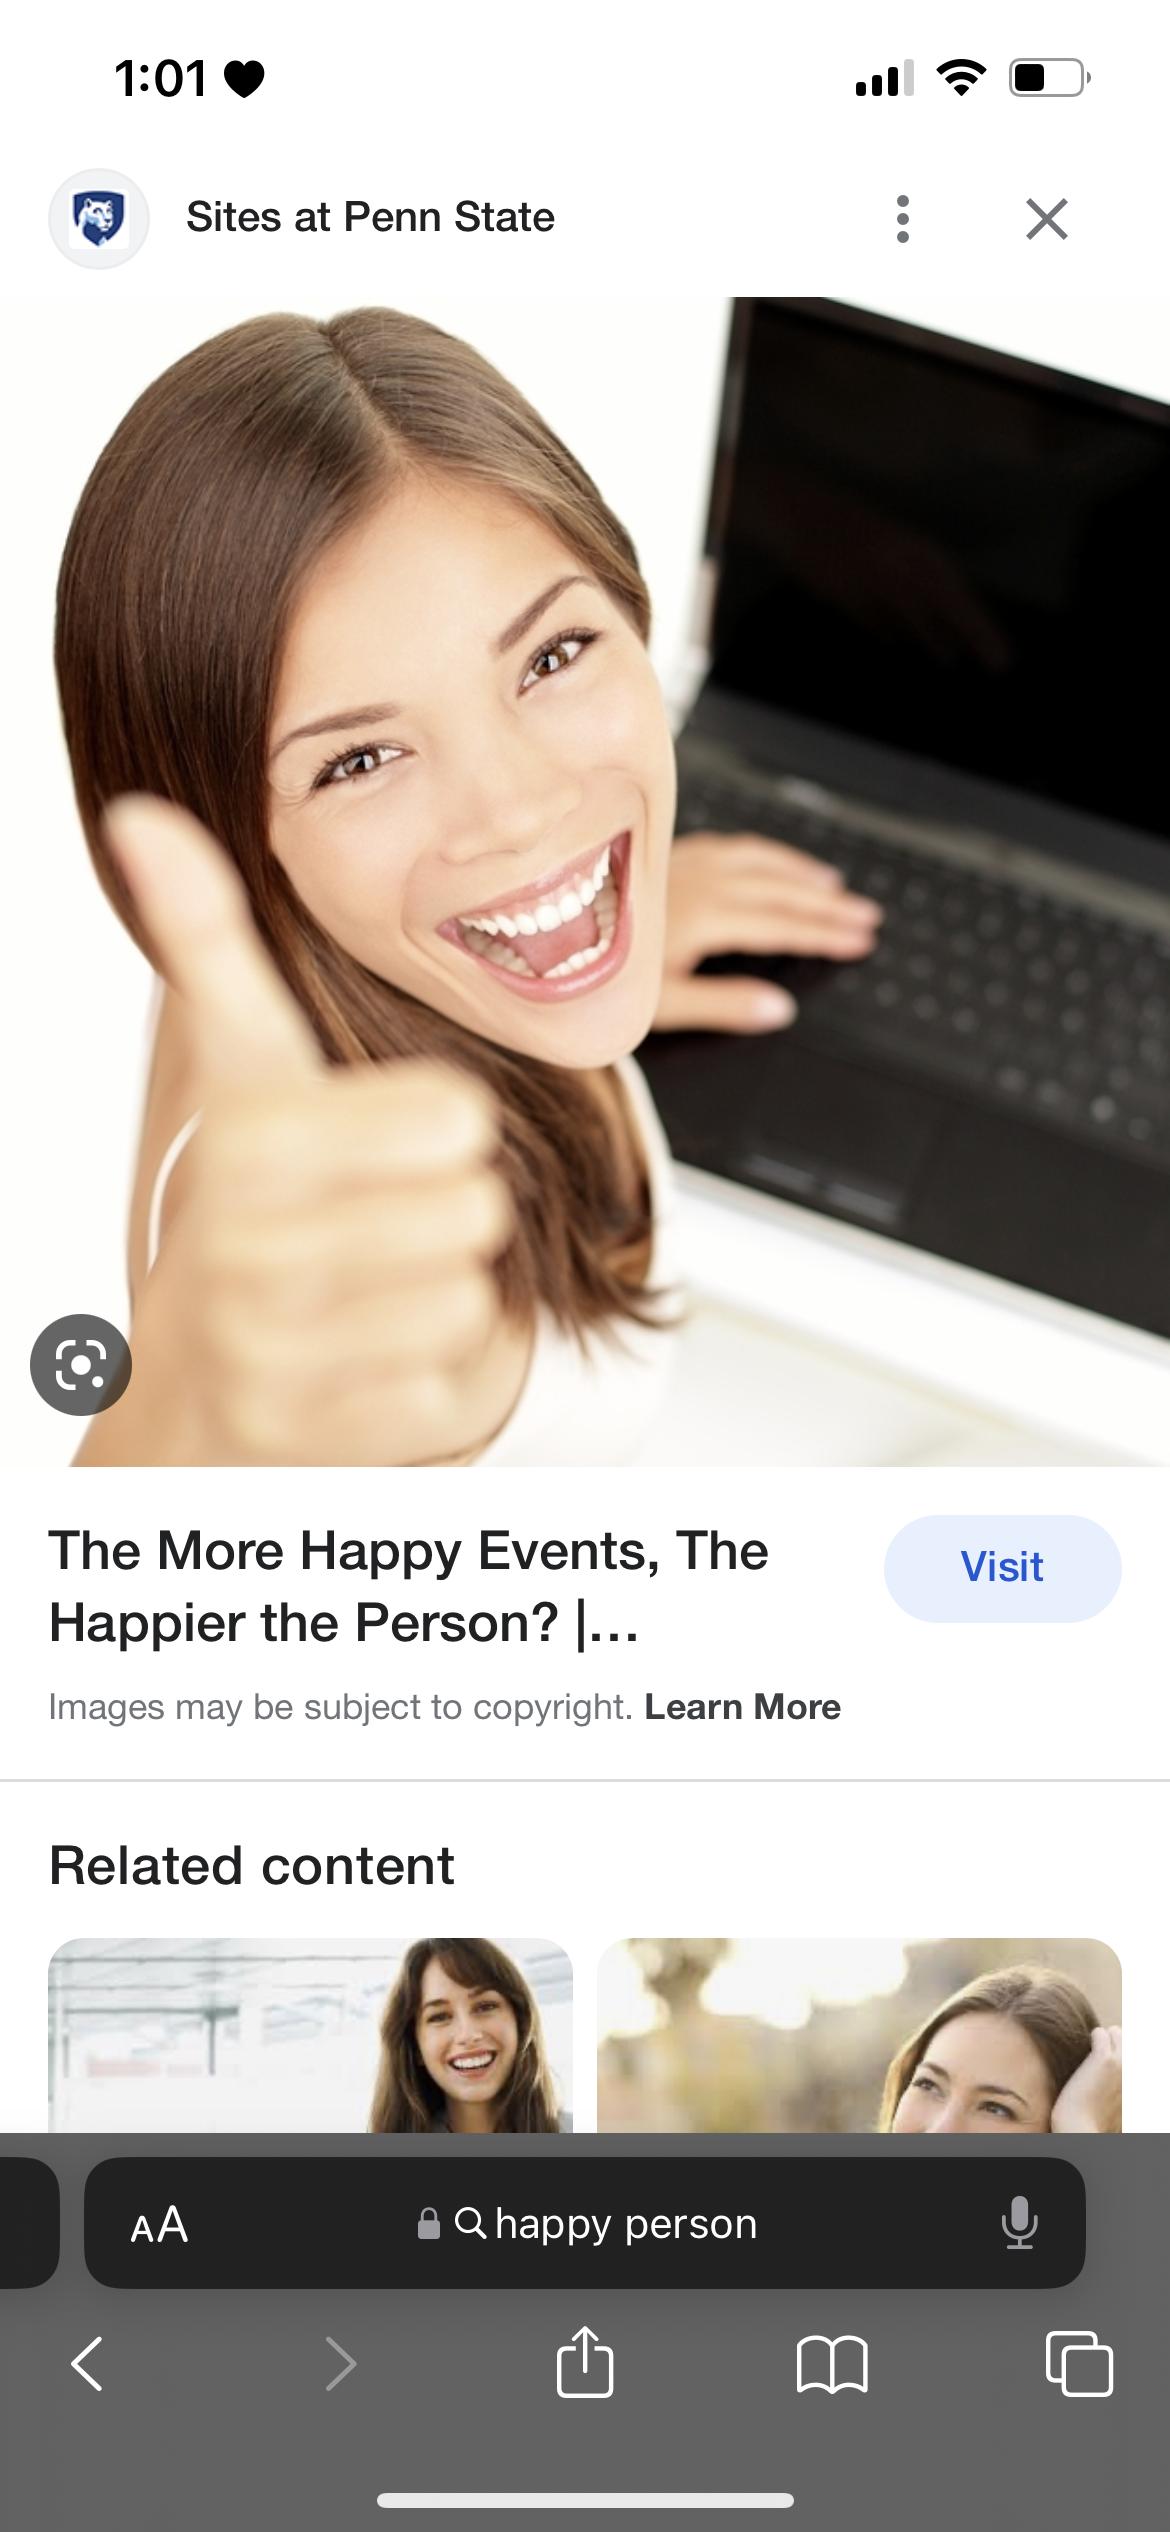 1:01
Sites at Penn State
The More Happy Events, The
Happier the Person? |...
Visit
Images may be subject to copyright. Learn More
Related content
AA
happy person